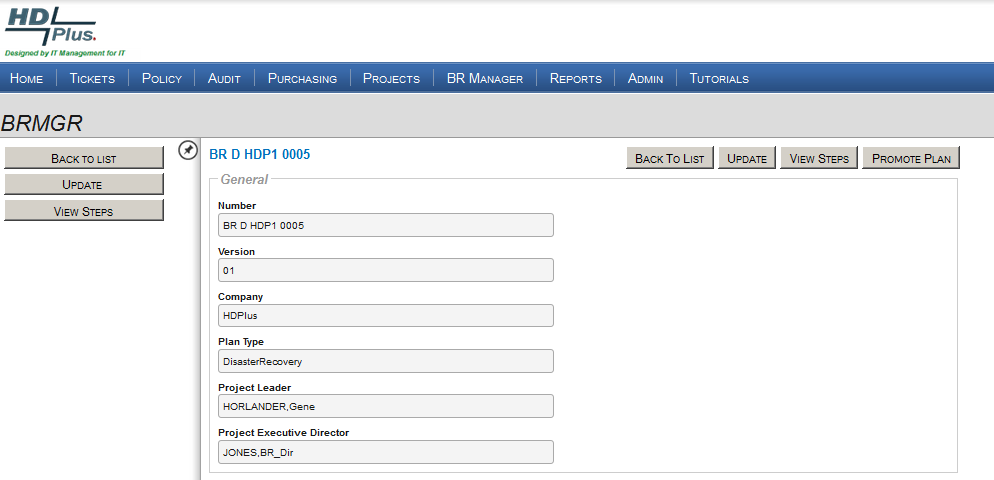 HD
Plus.
Designed by IT Management for IT
Home Tickets Policy Audit Purchasing Projects BR Manager Reports Admin Tutorials
BRMGR
Back to list
Update
View Steps
BR D HDP1 0005
Back To List Update View Steps Promote Plan
General
Number
BR D HDP1 0005
Version
01
Company
HDPlus
Plan Type
DisasterRecovery
Project Leader
HORLANDER,Gene
Project Executive Director
JONES,BR_Dir